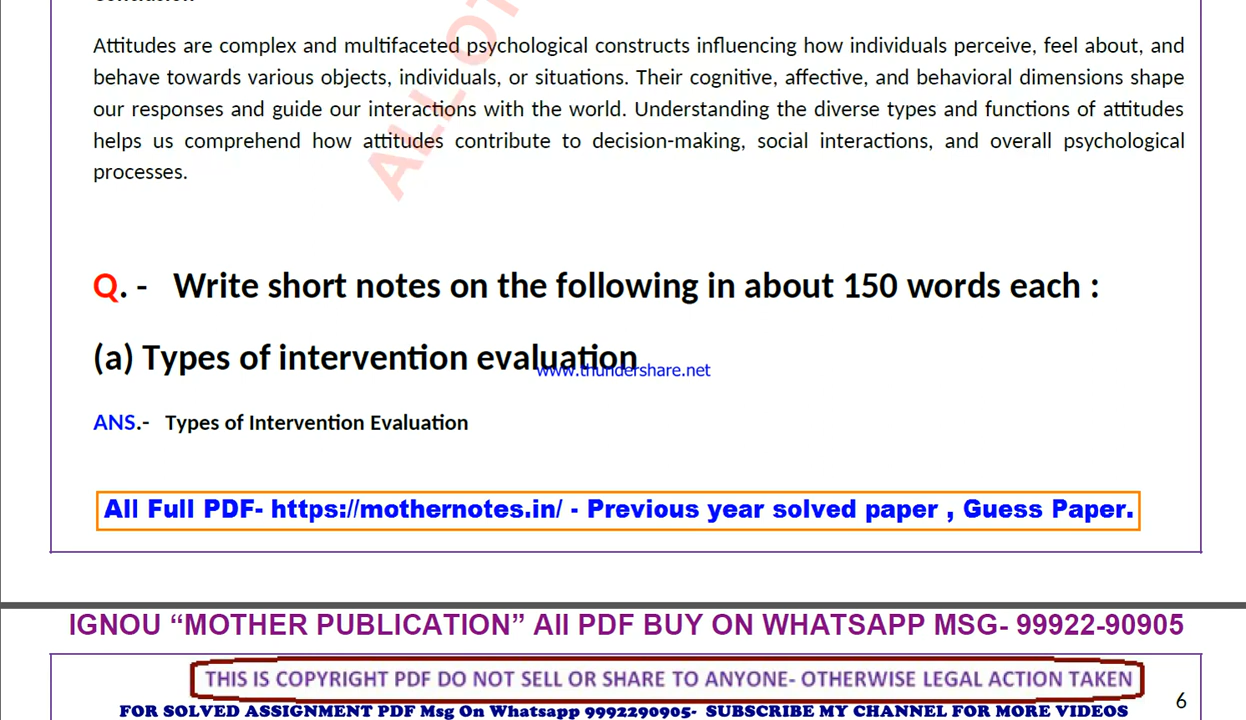 Attitudes are complex and multifaceted psychological constructs influencing how individuals perceive, feel about, and
behave towards various objects, individuals, or situations. Their cognitive, affective, and behavioral dimensions shape
our responses and guide our interactions with the world. Understanding the diverse types and functions of attitudes
helps us comprehend how attitudes contribute to decision-making, social interactions, and overall psychological
processes.
ALL OT
Q. - Write short notes on the following in about 150 words each :
(a) Types of intervention evaluation
www.thundershare.net
ANS.- Types of Intervention Evaluation
All Full PDF- https://mothernotes.in/ - Previous year solved paper , Guess Paper.
IGNOU “MOTHER PUBLICATION” All PDF BUY ON WHATSAPP MSG- 99922-90905
THIS IS COPYRIGHT PDF DO NOT SELL OR SHARE TO ANYONE- OTHERWISE LEGAL ACTION TAKEN
6
FOR SOLVED ASSIGNMENT PDF Msg On Whatsapp 9992290905- SUBSCRIBE MY CHANNEL FOR MORE VIDEOS